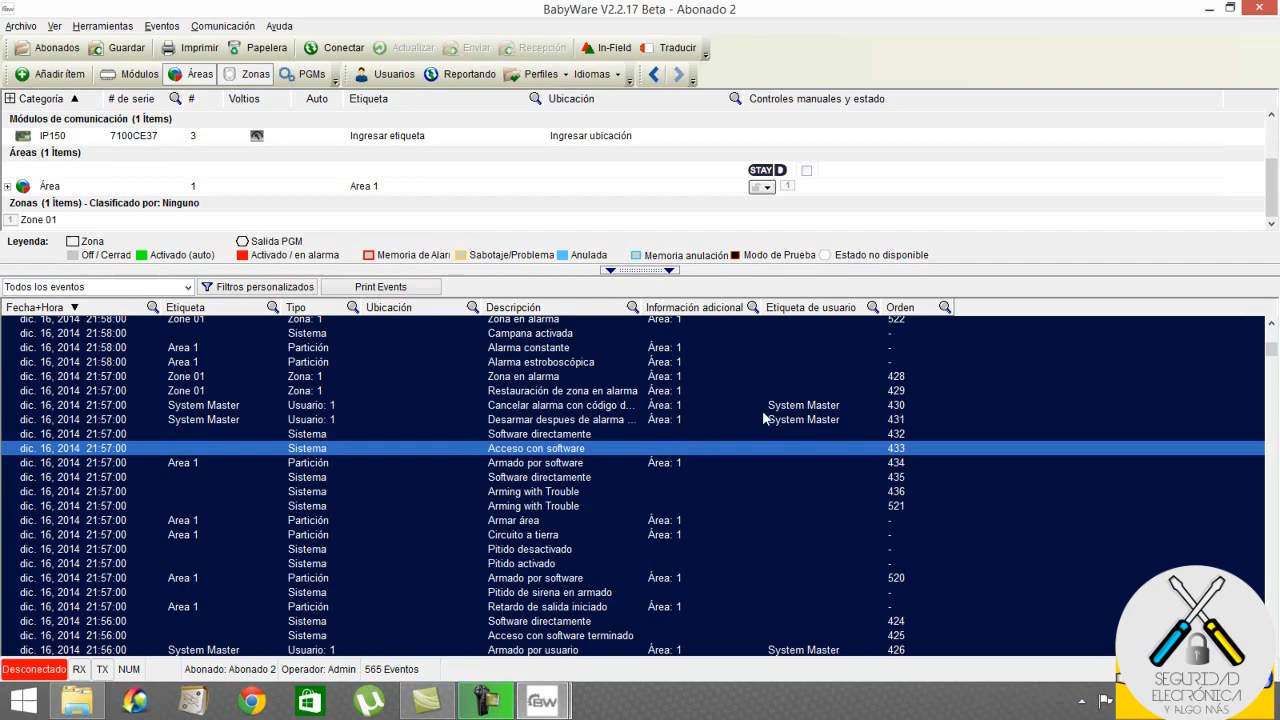 BabyWare V2.2.17 Beta - Abonado 2
Archivo Ver Herramientas Eventos Comunicación Ayuda
Abonados Guardar Imprimir Papelera Conectar Actualizar Enviar Recepción In-Field Traducir
Añadir ítem Módulos Áreas Zonas PGMs Usuarios Reportando Perfiles Idiomas
Categoría # de serie # Voltios Auto Etiqueta Ubicación Controles manuales y estado
Módulos de comunicación (1 Ítems)
IP150 7100CE37 3 Ingresar etiqueta Ingresar ubicación
Áreas (1 Ítems)
STAY D
Área 1 Area 1 1
Zonas (1 Ítems) - Clasificado por: Ninguno
1 Zone 01
Leyenda: Zona Salida PGM
Off / Cerrad Activado (auto) Activado / en alarma Memoria de Alar Sabotaje/Problema Anulada Memoria anulación Modo de Prueba Estado no disponible
Todos los eventos Filtros personalizados Print Events
Fecha+Hora Etiqueta Tipo Ubicación Descripción Información adicional Etiqueta de usuario Orden
dic. 16, 2014 21:58:00 Zone 01 Zona: 1 Zona en alarma Área: 1 522
dic. 16, 2014 21:58:00 Sistema Campana activada -
dic. 16, 2014 21:58:00 Area 1 Partición Alarma constante Área: 1 -
dic. 16, 2014 21:58:00 Area 1 Partición Alarma estroboscópica Área: 1 -
dic. 16, 2014 21:57:00 Zone 01 Zona: 1 Zona en alarma Área: 1 428
dic. 16, 2014 21:57:00 Zone 01 Zona: 1 Restauración de zona en alarma Área: 1 429
dic. 16, 2014 21:57:00 System Master Usuario: 1 Cancelar alarma con código d... Área: 1 System Master 430
dic. 16, 2014 21:57:00 System Master Usuario: 1 Desarmar despues de alarma ... Área: 1 System Master 431
dic. 16, 2014 21:57:00 Sistema Software directamente 432
dic. 16, 2014 21:57:00 Sistema Acceso con software 433
dic. 16, 2014 21:57:00 Area 1 Partición Armado por software Área: 1 434
dic. 16, 2014 21:57:00 Sistema Software directamente 435
dic. 16, 2014 21:57:00 Sistema Arming with Trouble 436
dic. 16, 2014 21:57:00 Sistema Arming with Trouble 521
dic. 16, 2014 21:57:00 Area 1 Partición Armar área Área: 1 -
dic. 16, 2014 21:57:00 Area 1 Partición Circuito a tierra Área: 1 -
dic. 16, 2014 21:57:00 Sistema Pitido desactivado -
dic. 16, 2014 21:57:00 Sistema Pitido activado -
dic. 16, 2014 21:57:00 Area 1 Partición Armado por software Área: 1 520
dic. 16, 2014 21:57:00 Sistema Pitido de sirena en armado -
dic. 16, 2014 21:57:00 Area 1 Partición Retardo de salida iniciado Área: 1 -
dic. 16, 2014 21:56:00 Sistema Software directamente 424
dic. 16, 2014 21:56:00 Sistema Acceso con software terminado 425
dic. 16, 2014 21:56:00 System Master Usuario: 1 Armado por usuario Área: 1 System Master 426
Desconectado RX TX NUM Abonado: Abonado 2 Operador: Admin 565 Eventos
BW
SEGURIDAD
ELECTRÓNICA
Y ALGO MÁS